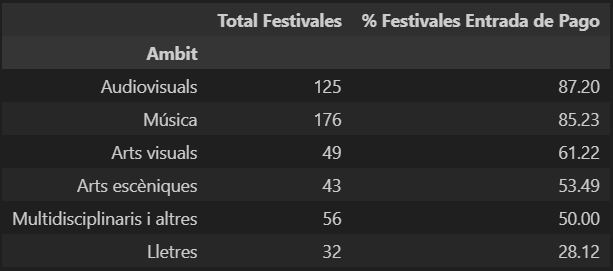 Total Festivales % Festivales Entrada de Pago
Ambit
Audiovisuals 125 87.20
Música 176 85.23
Arts visuals 49 61.22
Arts escèniques 43 53.49
Multidisciplinaris i altres 56 50.00
Lletres 32 28.12